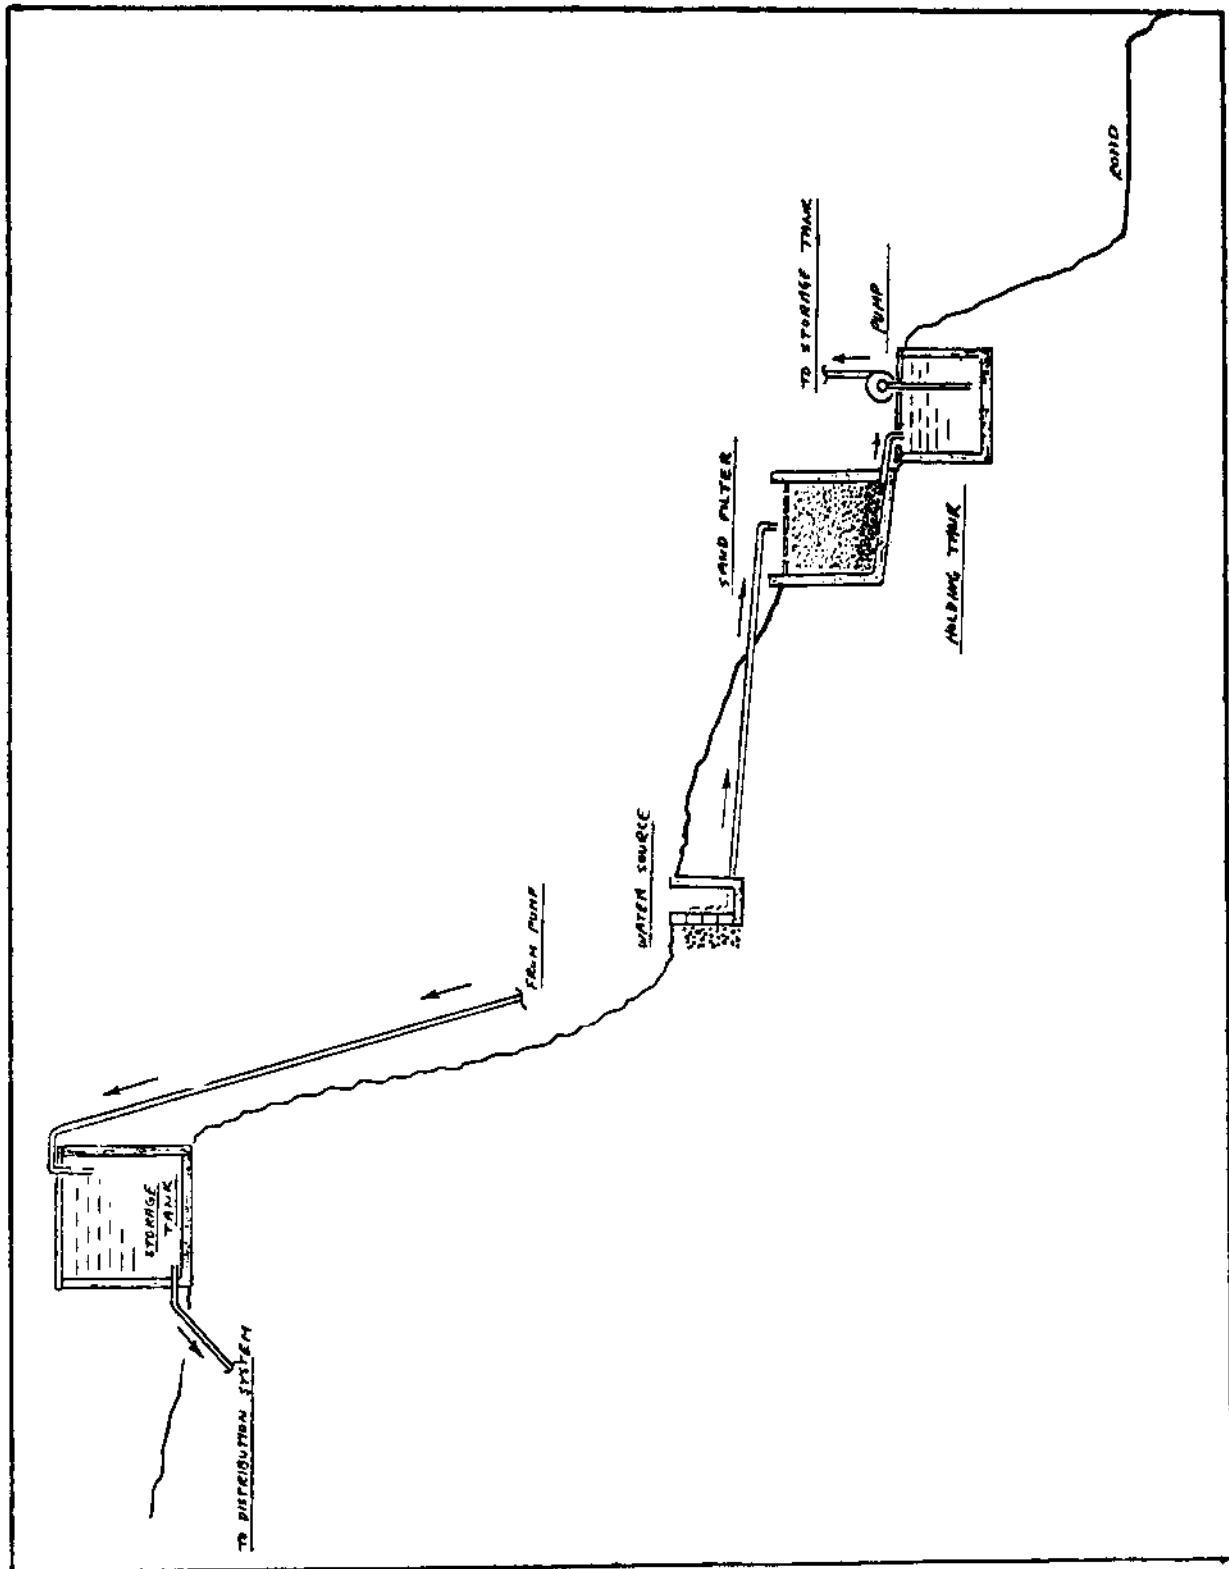 TO DISTRIBUTION SYSTEM
STORAGE
TANK
FROM PUMP
WATER SOURCE
SAND FILTER
HOLDING TANK
TO STORAGE TANK
PUMP
ROAD